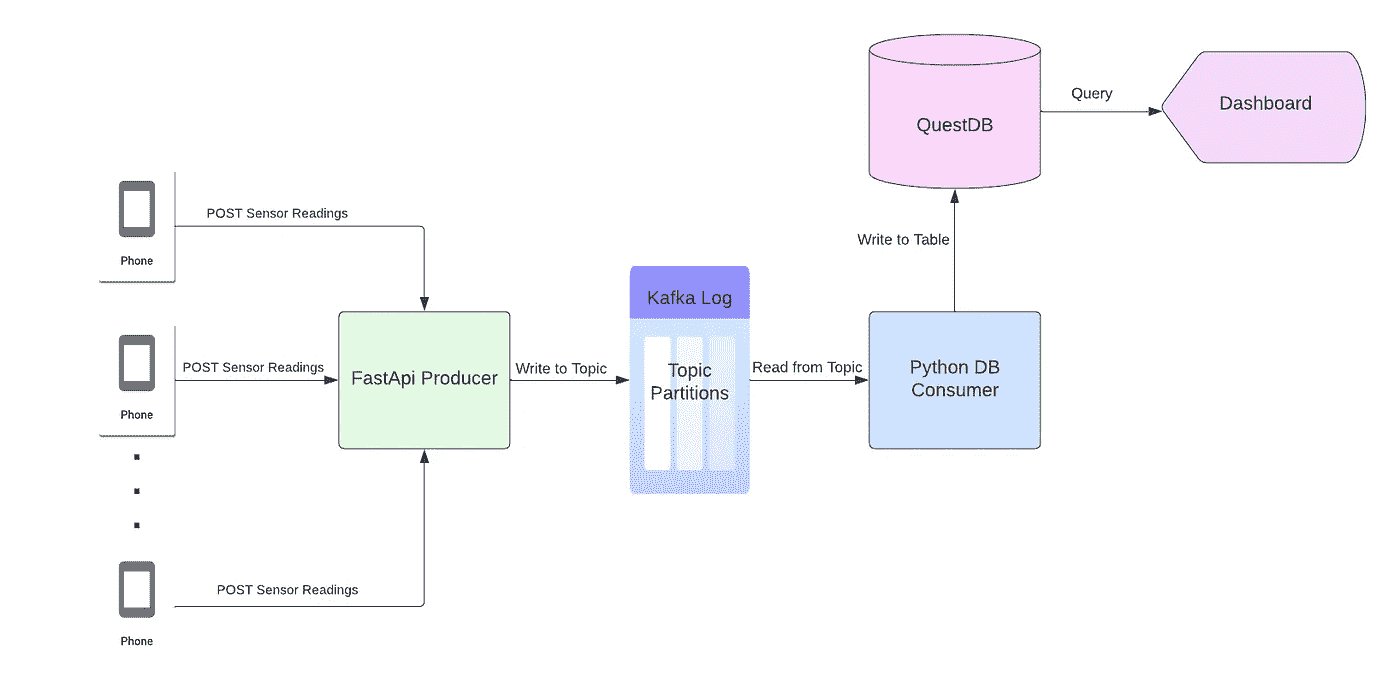 QuestDB
Query
Dashboard
POST Sensor Readings
Phone
Write to Table
Kafka Log
POST Sensor Readings
Phone
FastApi Producer
Write to Topic
Topic
Partitions
Read from Topic
Python DB
Consumer
POST Sensor Readings
Phone